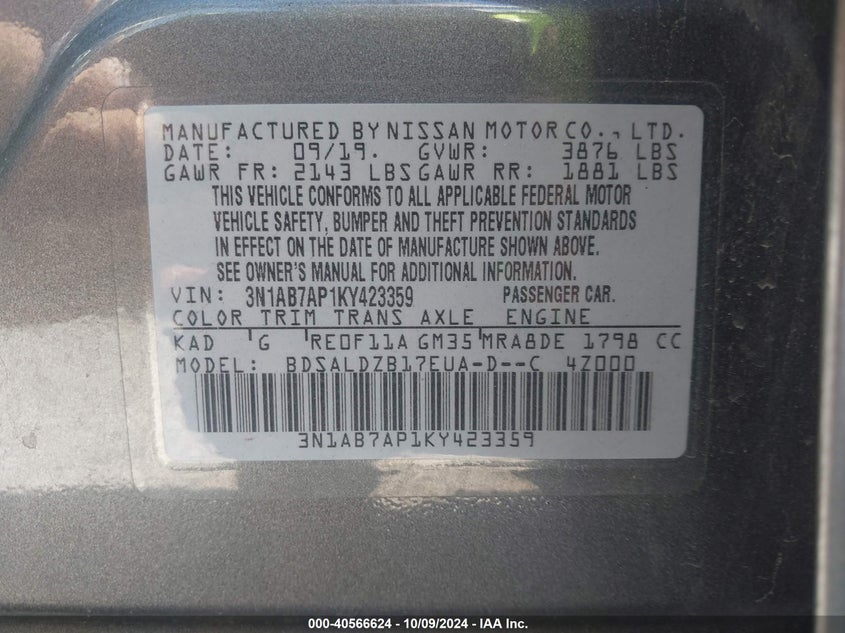 MANUFACTURED BY NISSAN MOTOR CO., LTD.
DATE: 09/19. GVWR: 3876 LBS
GAWR FR: 2143 LBS GAWR RR: 1881 LBS
THIS VEHICLE CONFORMS TO ALL APPLICABLE FEDERAL MOTOR
VEHICLE SAFETY, BUMPER AND THEFT PREVENTION STANDARDS
IN EFFECT ON THE DATE OF MANUFACTURE SHOWN ABOVE.
SEE OWNER'S MANUAL FOR ADDITIONAL INFORMATION.
VIN: 3N1AB7AP1KY423359 PASSENGER CAR.
COLOR TRIM TRANS AXLE ENGINE
KAD G RE0F11A GM35 MRA8DE 1798 CC
MODEL: BDSALDZB17EUA-D--C 4Z000
3N1AB7AP1KY423359
000-40566624 - 10/09/2024 - IAA Inc.